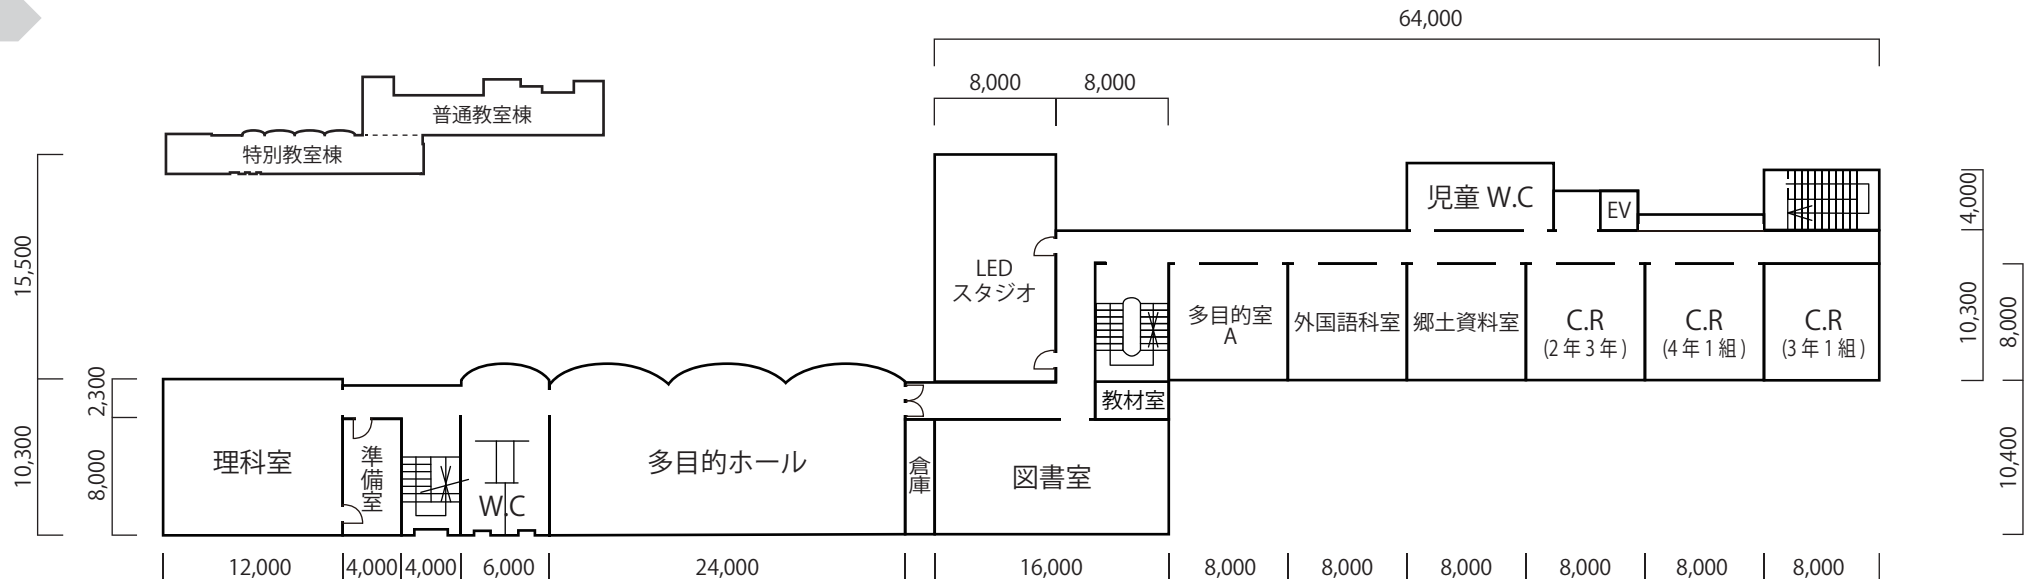 64,000
8,000
8,000
普通教室棟
特別教室棟
15,500
10,300
2,300
8,000
LED
スタジオ
児童 W.C
EV
4,000
10,300
8,000
10,400
多目的室
A
外国語科室
郷土資料室
C.R
(2 年 3 年 )
C.R
(4 年 1 組 )
C.R
(3 年 1 組 )
教材室
理科室
準備室
W.C
多目的ホール
倉庫
図書室
12,000
4,000
4,000
6,000
24,000
16,000
8,000
8,000
8,000
8,000
8,000
8,000